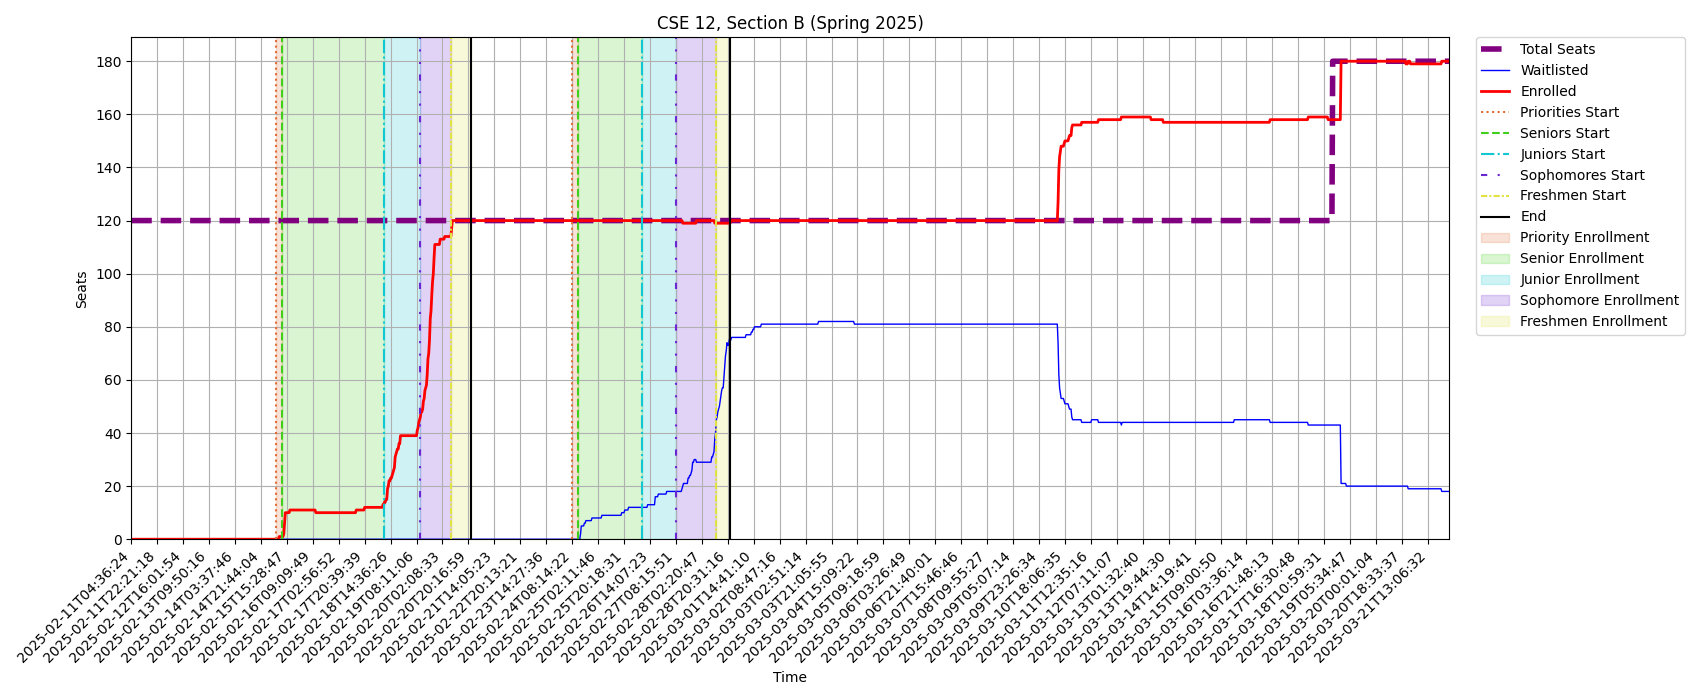 CSE 12, Section B (Spring 2025)
Seats
180
160
140
120
100
80
60
40
20
0
2025-02-11T04:36:24
2025-02-11T22:21:18
2025-02-12T16:01:54
2025-02-13T09:50:16
2025-02-14T03:37:46
2025-02-14T21:44:04
2025-02-15T15:28:47
2025-02-16T09:09:49
2025-02-17T02:56:52
2025-02-17T20:39:39
2025-02-18T14:36:26
2025-02-19T08:11:06
2025-02-20T02:08:33
2025-02-20T20:16:59
2025-02-21T14:05:23
2025-02-22T20:13:21
2025-02-23T14:27:36
2025-02-24T08:14:22
2025-02-25T02:11:46
2025-02-25T20:18:31
2025-02-26T14:07:23
2025-02-27T08:15:51
2025-02-28T02:20:47
2025-02-28T20:31:16
2025-03-01T14:41:10
2025-03-02T08:47:16
2025-03-03T02:51:14
2025-03-03T21:05:55
2025-03-04T15:09:22
2025-03-05T09:18:59
2025-03-06T03:26:49
2025-03-06T21:40:01
2025-03-07T15:46:46
2025-03-08T09:55:27
2025-03-09T05:07:14
2025-03-09T23:26:34
2025-03-10T18:06:35
2025-03-11T12:35:16
2025-03-12T07:11:07
2025-03-13T01:32:40
2025-03-13T19:44:30
2025-03-14T14:19:41
2025-03-15T09:00:50
2025-03-16T03:36:14
2025-03-16T21:48:13
2025-03-17T16:30:48
2025-03-18T10:59:31
2025-03-19T05:34:47
2025-03-20T00:01:04
2025-03-20T18:33:37
2025-03-21T13:06:32
Time
Total Seats
Waitlisted
Enrolled
Priorities Start
Seniors Start
Juniors Start
Sophomores Start
Freshmen Start
End
Priority Enrollment
Senior Enrollment
Junior Enrollment
Sophomore Enrollment
Freshmen Enrollment